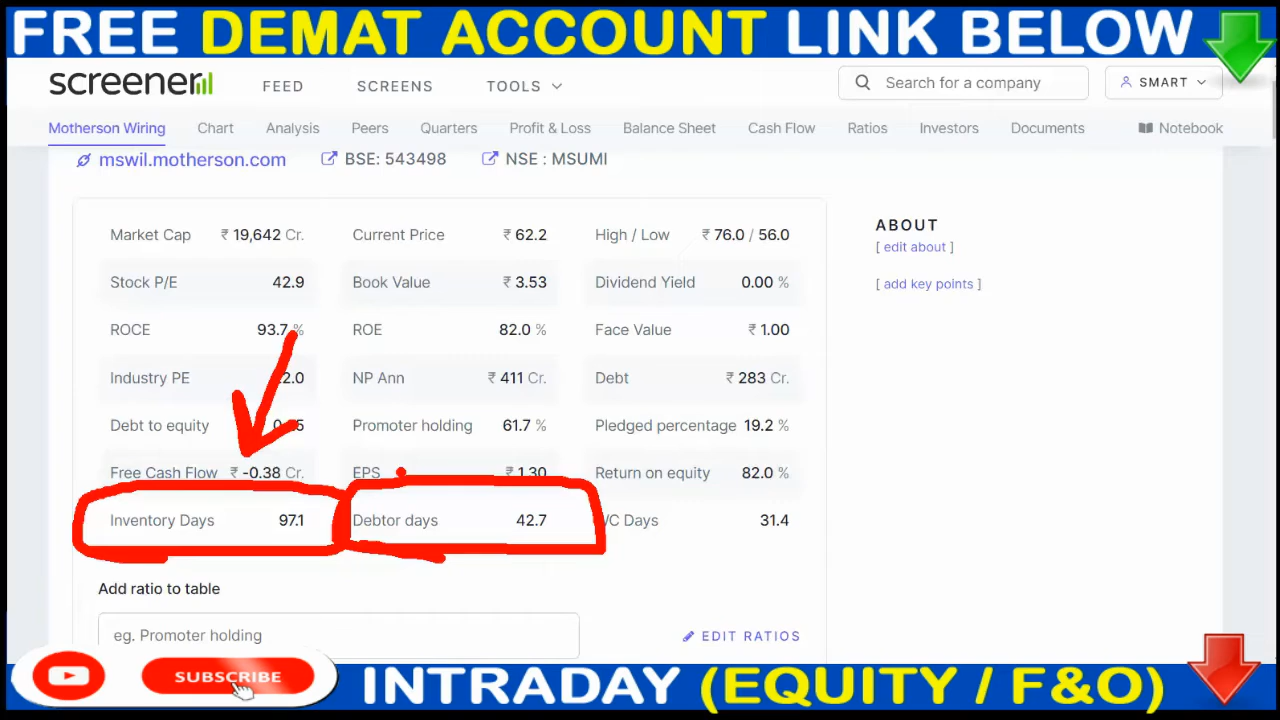 FREE DEMAT ACCOUNT LINK BELOW
screener FEED SCREENS TOOLS Search for a company SMART
Motherson Wiring Chart Analysis Peers Quarters Profit & Loss Balance Sheet Cash Flow Ratios Investors Documents Notebook
mswil.motherson.com BSE: 543498 NSE : MSUMI
ABOUT
[ edit about ]
[ add key points ]
Market Cap ₹ 19,642 Cr. Current Price ₹ 62.2 High / Low ₹ 76.0 / 56.0
Stock P/E 42.9 Book Value ₹ 3.53 Dividend Yield 0.00 %
ROCE 93.7 % ROE 82.0 % Face Value ₹ 1.00
Industry PE NP Ann ₹ 411 Cr. Debt ₹ 283 Cr.
Debt to equity Promoter holding 61.7 % Pledged percentage 19.2 %
Free Cash Flow ₹ -0.38 Cr. EPS ₹ 1.30 Return on equity 82.0 %
Inventory Days 97.1 Debtor days 42.7 Days 31.4
Add ratio to table
eg. Promoter holding EDIT RATIOS
SUBSCRIBE
INTRADAY (EQUITY / F&O)